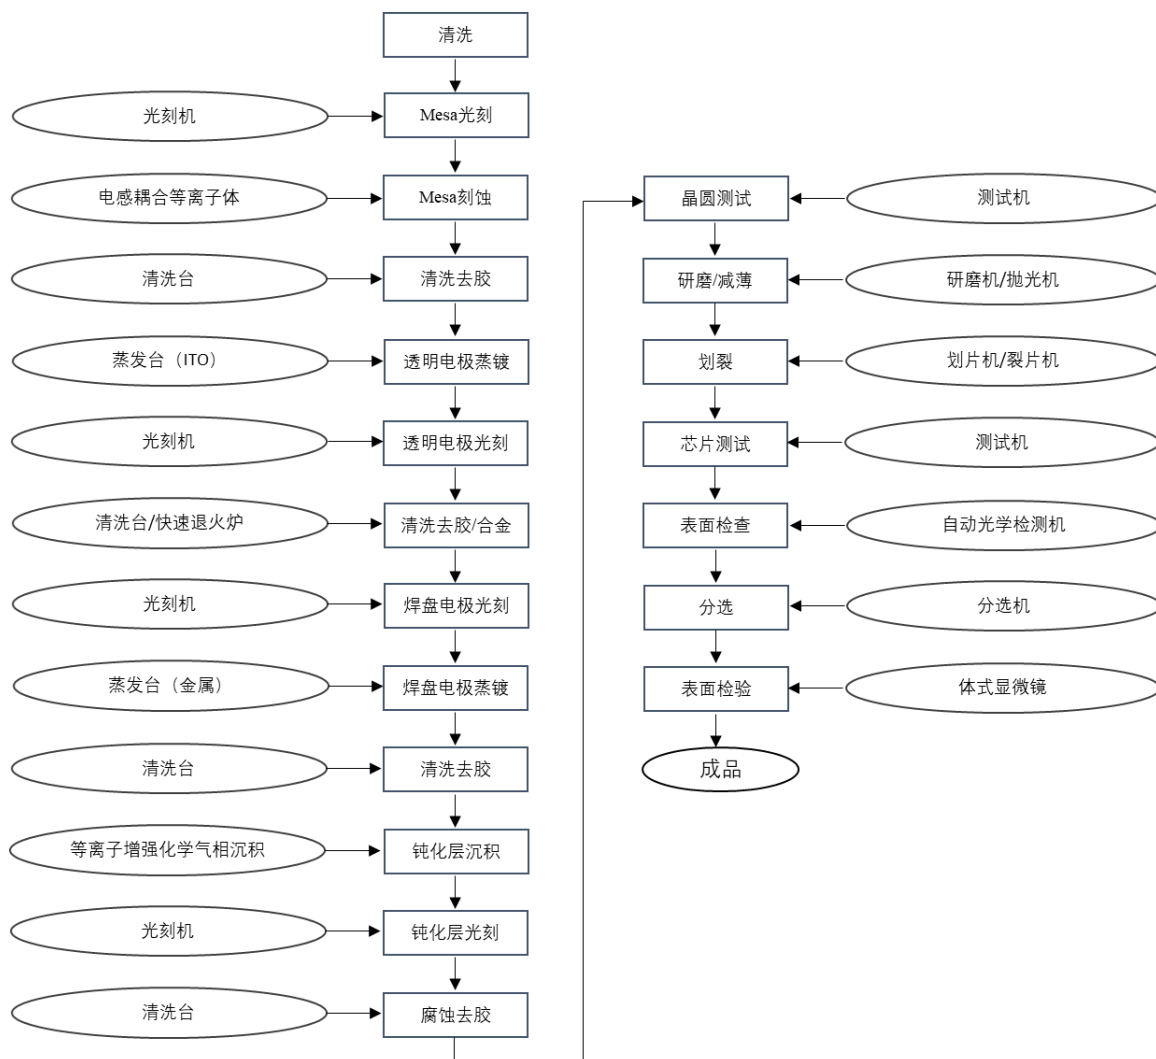 清洗
光刻机
Mesa光刻
电感耦合等离子体
Mesa刻蚀
清洗台
清洗去胶
蒸发台（ITO）
透明电极蒸镀
光刻机
透明电极光刻
清洗台/快速退火炉
清洗去胶/合金
光刻机
焊盘电极光刻
蒸发台（金属）
焊盘电极蒸镀
清洗台
清洗去胶
等离子增强化学气相沉积
钝化层沉积
光刻机
钝化层光刻
清洗台
腐蚀去胶
晶圆测试
测试机
研磨/减薄
研磨机/抛光机
划裂
划片机/裂片机
芯片测试
测试机
表面检查
自动光学检测机
分选
分选机
表面检验
体式显微镜
成品